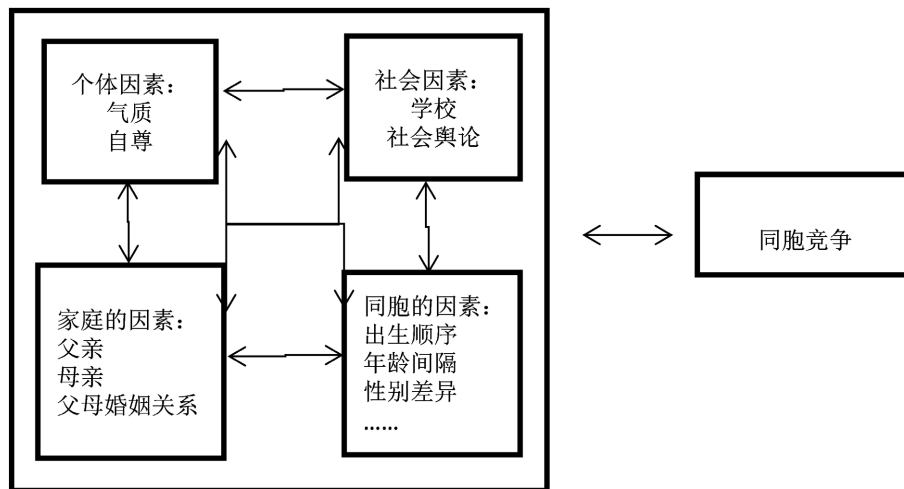 个体因素：
气质
自尊
社会因素：
学校
社会舆论
同胞竞争
家庭的因素：
父亲
母亲
父母婚姻关系
同胞的因素：
出生顺序
年龄间隔
性别差异
……